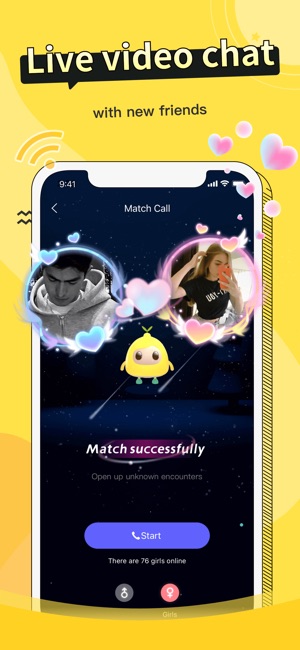 Live video chat
with new friends
9:41
Match Call
Match successfully
Open up unknown encounters
Start
There are 76 girls online
Girls